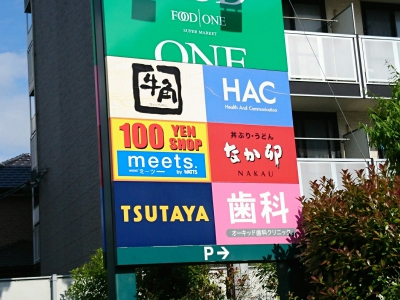 FOOD ONE
SUPER MARKET
ONE
牛角
HAC
Health And Communication
100 YEN SHOP
meets.
ミーツ by WATTS
丼ぶり・うどん
なか卯
NAKAU
TSUTAYA
歯科
オーキッド歯科クリニック
P→